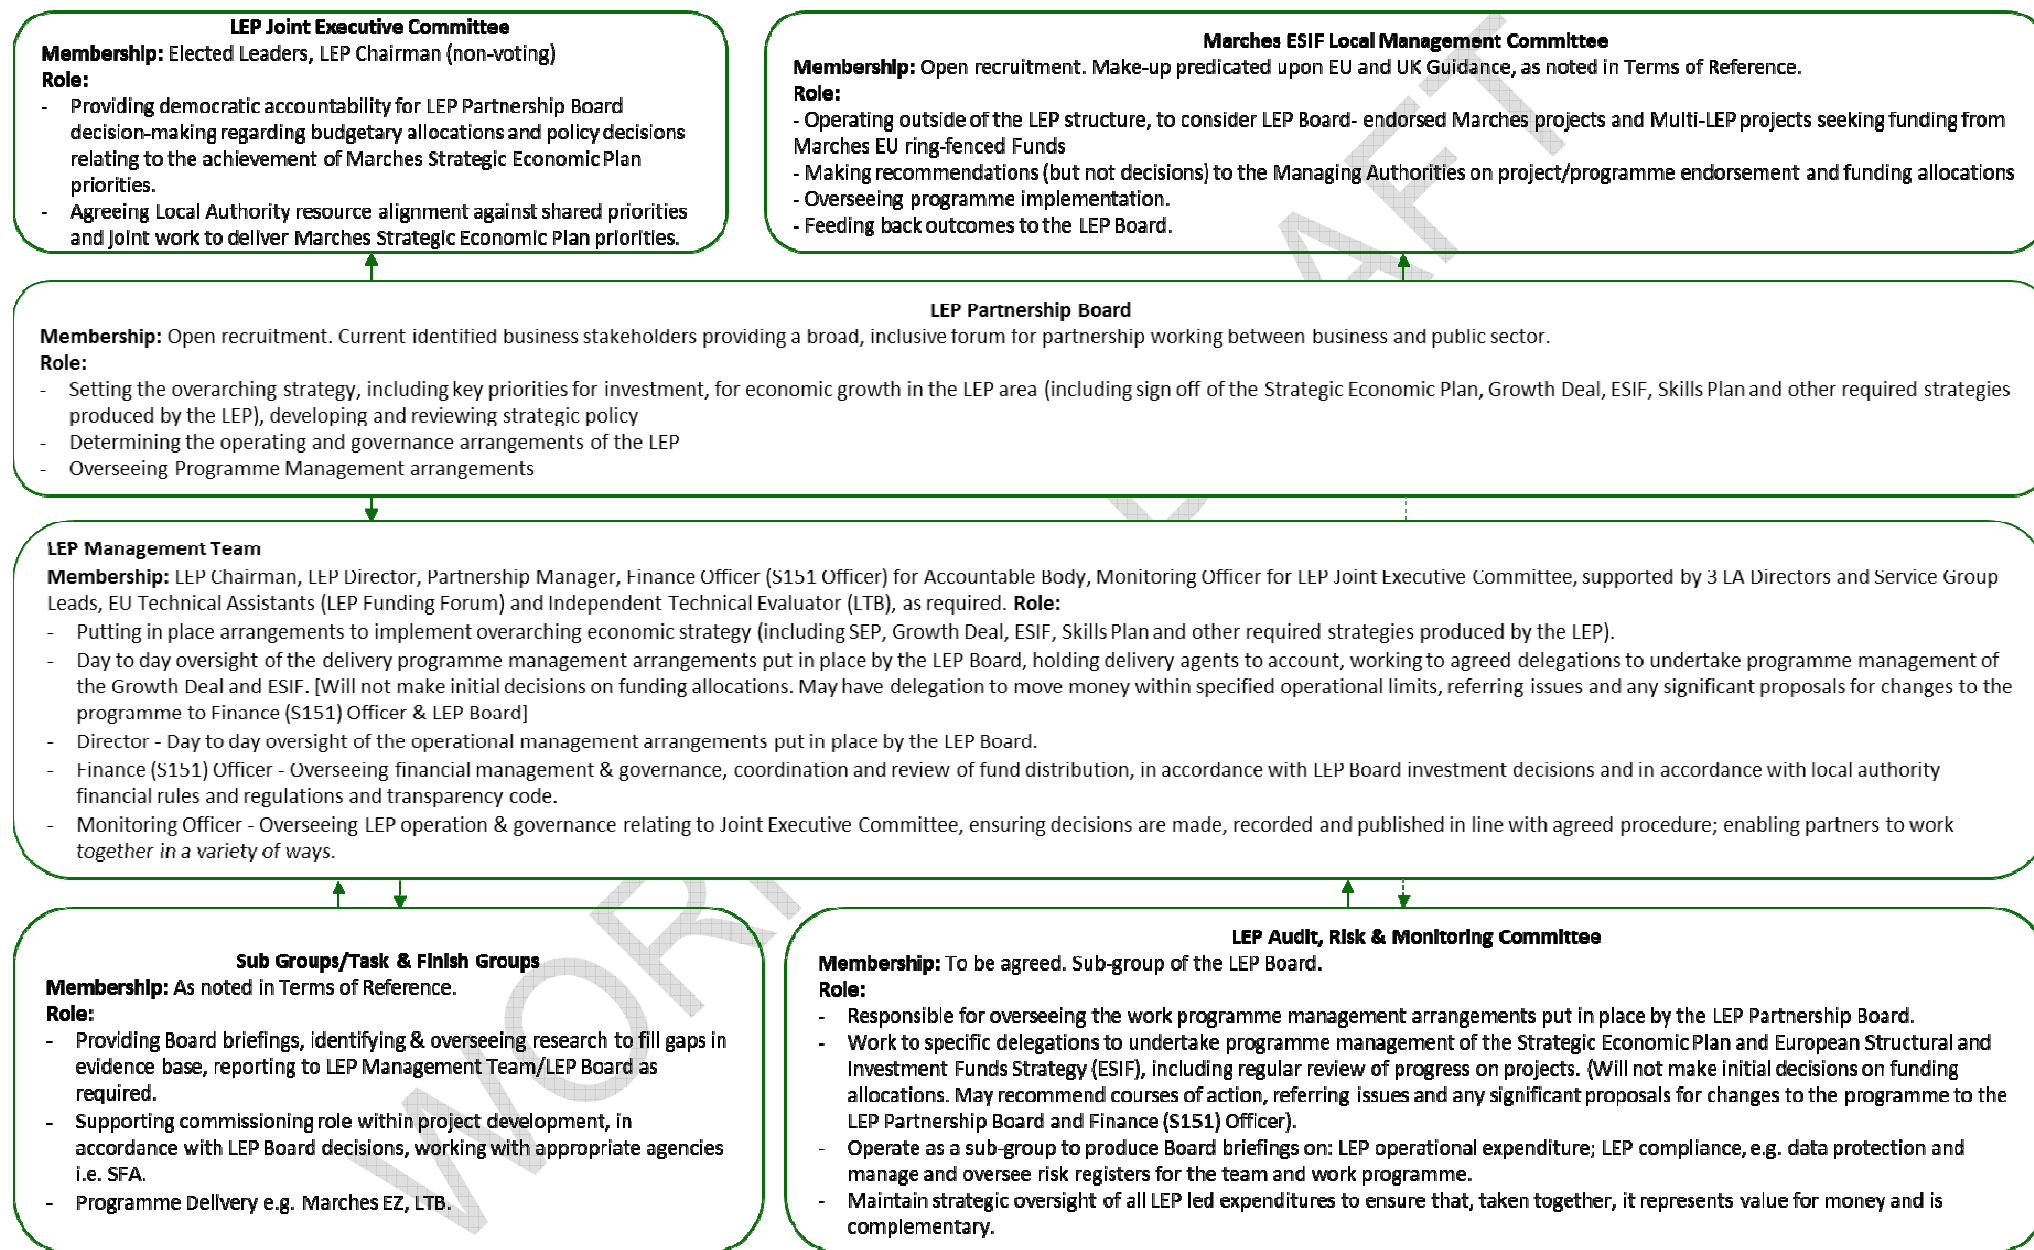 LEP Joint Executive Committee
Membership: Elected Leaders, LEP Chairman (non-voting)
Role:
- Providing democratic accountability for LEP Partnership Board
decision-making regarding budgetary allocations and policy decisions
relating to the achievement of Marches Strategic Economic Plan
priorities.
- Agreeing Local Authority resource alignment against shared priorities
and joint work to deliver Marches Strategic Economic Plan priorities.
Marches ESIF Local Management Committee
Membership: Open recruitment. Make-up predicated upon EU and UK Guidance, as noted in Terms of Reference.
Role:
- Operating outside of the LEP structure, to consider LEP Board- endorsed Marches projects and Multi-LEP projects seeking funding from
Marches EU ring-fenced Funds
- Making recommendations (but not decisions) to the Managing Authorities on project/programme endorsement and funding allocations
- Overseeing programme implementation.
- Feeding back outcomes to the LEP Board.
LEP Partnership Board
Membership: Open recruitment. Current identified business stakeholders providing a broad, inclusive forum for partnership working between business and public sector.
Role:
- Setting the overarching strategy, including key priorities for investment, for economic growth in the LEP area (including sign off of the Strategic Economic Plan, Growth Deal, ESIF, Skills Plan and other required strategies
produced by the LEP), developing and reviewing strategic policy
- Determining the operating and governance arrangements of the LEP
- Overseeing Programme Management arrangements
LEP Management Team
Membership: LEP Chairman, LEP Director, Partnership Manager, Finance Officer (S151 Officer) for Accountable Body, Monitoring Officer for LEP Joint Executive Committee, supported by 3 LA Directors and Service Group
Leads, EU Technical Assistants (LEP Funding Forum) and Independent Technical Evaluator (LTB), as required. Role:
- Putting in place arrangements to implement overarching economic strategy (including SEP, Growth Deal, ESIF, Skills Plan and other required strategies produced by the LEP).
- Day to day oversight of the delivery programme management arrangements put in place by the LEP Board, holding delivery agents to account, working to agreed delegations to undertake programme management of
the Growth Deal and ESIF. [Will not make initial decisions on funding allocations. May have delegation to move money within specified operational limits, referring issues and any significant proposals for changes to the
programme to Finance (S151) Officer & LEP Board]
- Director - Day to day oversight of the operational management arrangements put in place by the LEP Board.
- Finance (S151) Officer - Overseeing financial management & governance, coordination and review of fund distribution, in accordance with LEP Board investment decisions and in accordance with local authority
financial rules and regulations and transparency code.
- Monitoring Officer - Overseeing LEP operation & governance relating to Joint Executive Committee, ensuring decisions are made, recorded and published in line with agreed procedure; enabling partners to work
together in a variety of ways.
Sub Groups/Task & Finish Groups
Membership: As noted in Terms of Reference.
Role:
- Providing Board briefings, identifying & overseeing research to fill gaps in
evidence base, reporting to LEP Management Team/LEP Board as
required.
- Supporting commissioning role within project development, in
accordance with LEP Board decisions, working with appropriate agencies
i.e. SFA.
- Programme Delivery e.g. Marches EZ, LTB.
LEP Audit, Risk & Monitoring Committee
Membership: To be agreed. Sub-group of the LEP Board.
Role:
- Responsible for overseeing the work programme management arrangements put in place by the LEP Partnership Board.
- Work to specific delegations to undertake programme management of the Strategic Economic Plan and European Structural and
Investment Funds Strategy (ESIF), including regular review of progress on projects. (Will not make initial decisions on funding
allocations. May recommend courses of action, referring issues and any significant proposals for changes to the programme to the
LEP Partnership Board and Finance (S151) Officer).
- Operate as a sub-group to produce Board briefings on: LEP operational expenditure; LEP compliance, e.g. data protection and
manage and oversee risk registers for the team and work programme.
- Maintain strategic oversight of all LEP led expenditures to ensure that, taken together, it represents value for money and is
complementary.